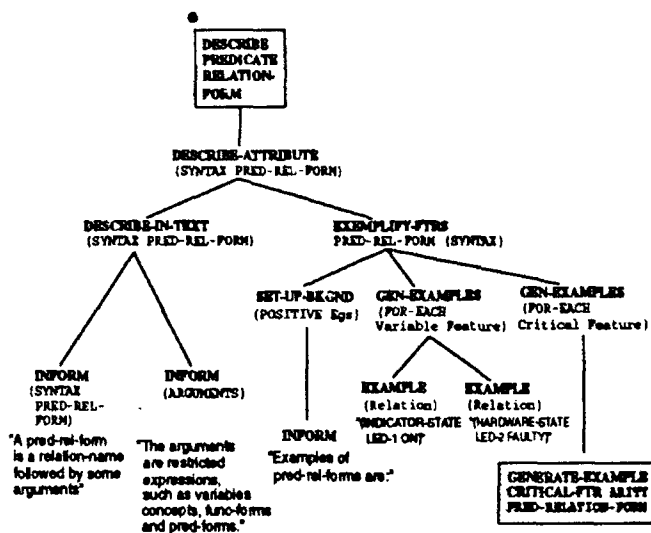 DESCRIBE
PREDICATE
RELATION-
FORM
DESCRIBE-ATTRIBUTE
(SYNTAX PRED-REL-FORM)
DESCRIBE-IN-TEXT
(SYNTAX PRED-REL-FORM)
EXEMPLIFY-FTRS
PRED-REL-FORM (SYNTAX)
SET-UP-BKGND
(POSITIVE Egs)
GEN-EXAMPLES
(FOR-EACH
Variable Feature)
GEN-EXAMPLES
(FOR-EACH
Critical Feature)
INFORM
(SYNTAX
PRED-REL-
FORM)
"A pred-rel-form
is a relation-name
followed by some
arguments"
INFORM
(ARGUMENTS)
"The arguments
are restricted
expressions,
such as variables
concepts, func-forms
and pred-forms."
INFORM
"Examples of
pred-rel-forms are:"
EXAMPLE
(Relation)
"(INDICATOR-STATE
LED-1 ON)"
EXAMPLE
(Relation)
"(HARDWARE-STATE
LED-2 FAULTY)"
GENERATE-EXAMPLE
CRITICAL-FTR ARITY
PRED-RELATION-FORM